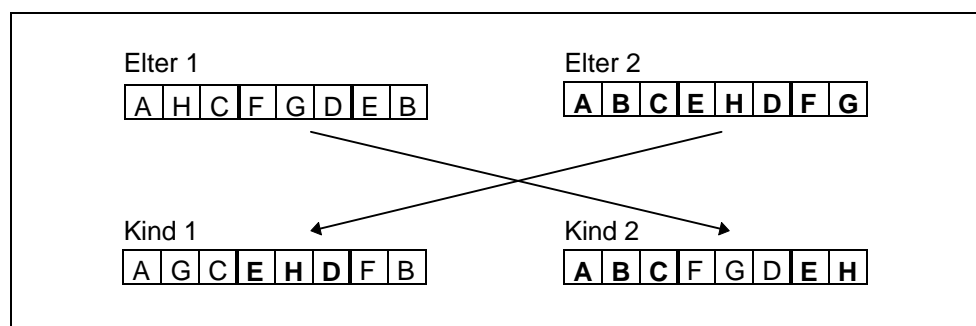 Elter 1
A H C F G D E B
Elter 2
A B C E H D F G
Kind 1
A G C E H D F B
Kind 2
A B C F G D E H